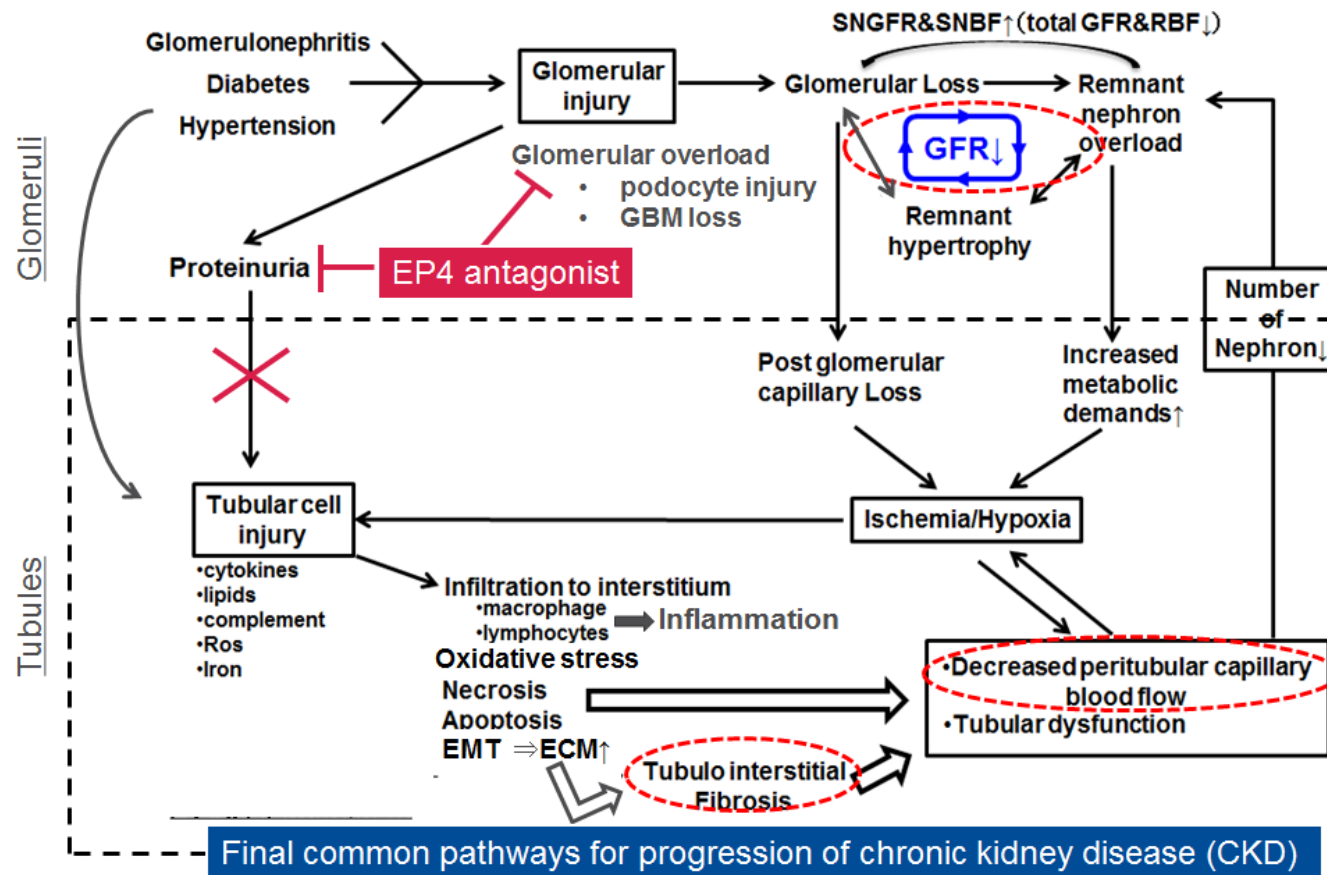 SNGFR&SNBF↑(total GFR&RBF↓)
Glomerulonephritis
Diabetes
Hypertension
Glomerular
injury
Glomerular Loss
Remnant
nephron
overload
GFR↓
Remnant
hypertrophy
Glomerular overload
• podocyte injury
• GBM loss
Glomeruli
Proteinuria
EP4 antagonist
Number
of
Nephron↓
Post glomerular
capillary Loss
Increased
metabolic
demands↑
Tubular cell
injury
•cytokines
•lipids
•complement
•Ros
•Iron
Ischemia/Hypoxia
Tubules
Infiltration to interstitium
•macrophage
•lymphocytes
Inflammation
Oxidative stress
Necrosis
Apoptosis
EMT ⇒ECM↑
Tubulo interstitial
Fibrosis
•Decreased peritubular capillary
blood flow
•Tubular dysfunction
Final common pathways for progression of chronic kidney disease (CKD)